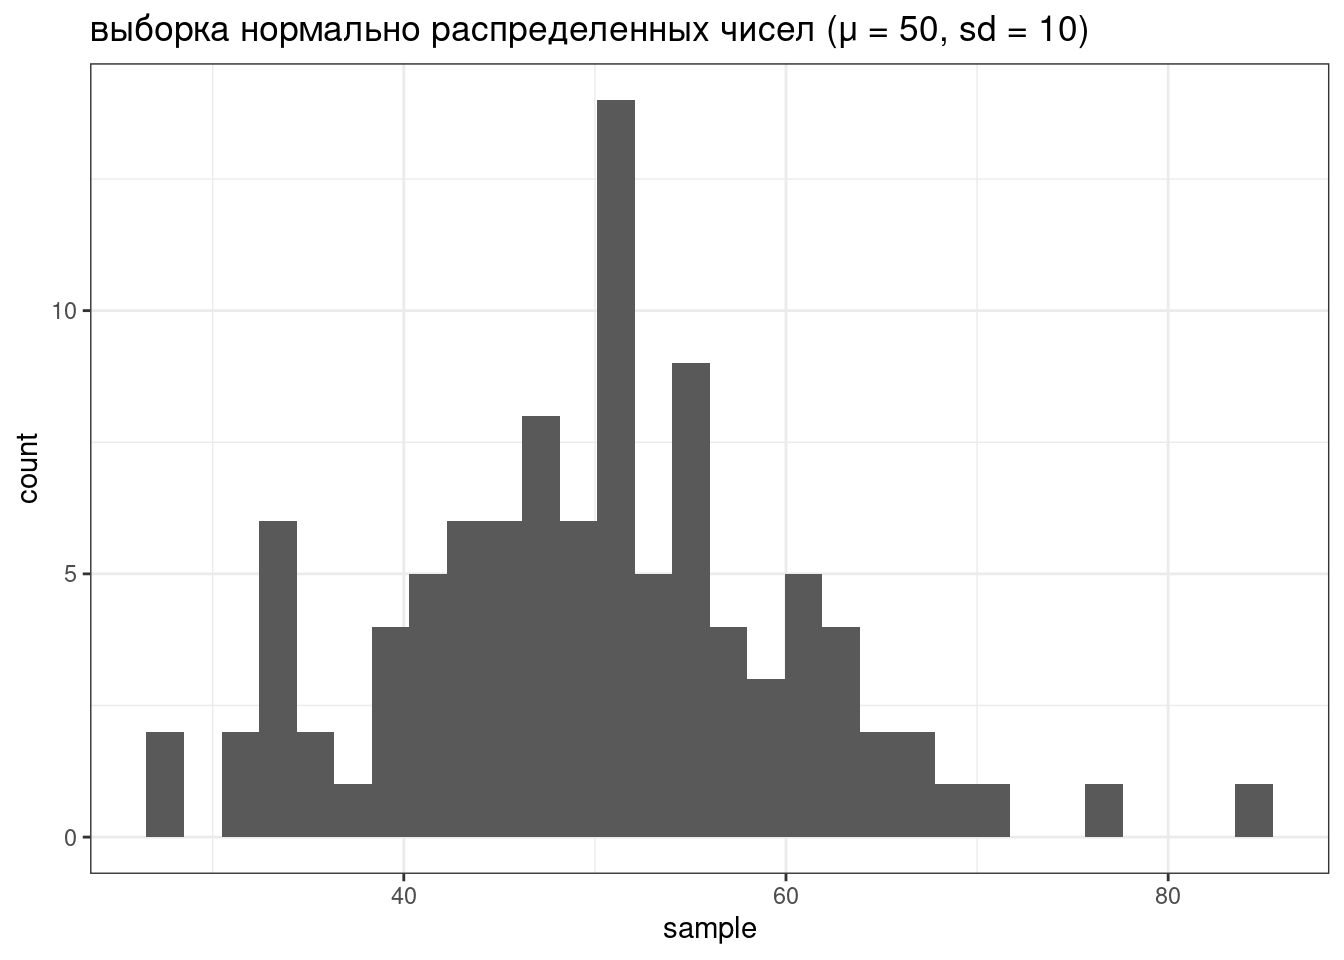 выборка нормально распределенных чисел (μ = 50, sd = 10)
10
5
0
count
40 60 80
sample